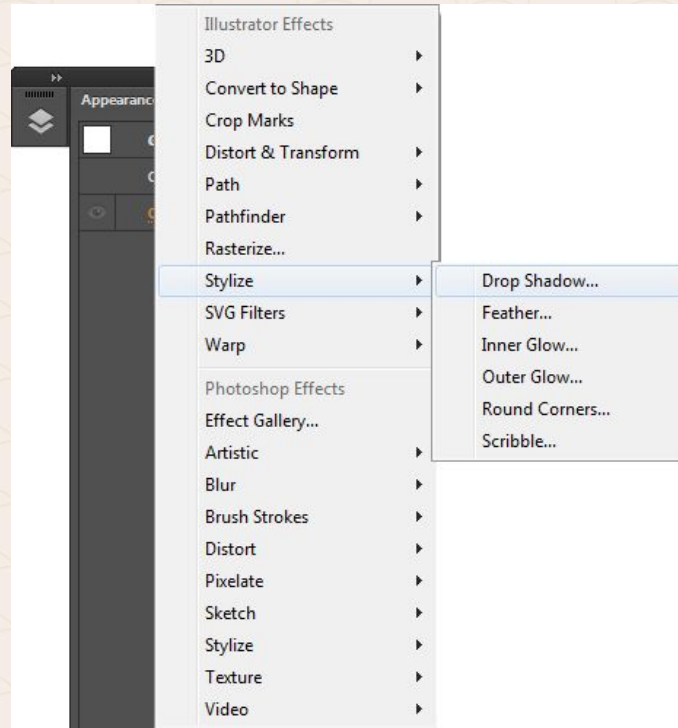 Illustrator Effects
3D
Convert to Shape
Crop Marks
Distort & Transform
Path
Pathfinder
Rasterize...
Stylize
SVG Filters
Warp
Drop Shadow...
Feather...
Inner Glow...
Outer Glow...
Round Corners...
Scribble...
Photoshop Effects
Effect Gallery...
Artistic
Blur
Brush Strokes
Distort
Pixelate
Sketch
Stylize
Texture
Video
Appearanc